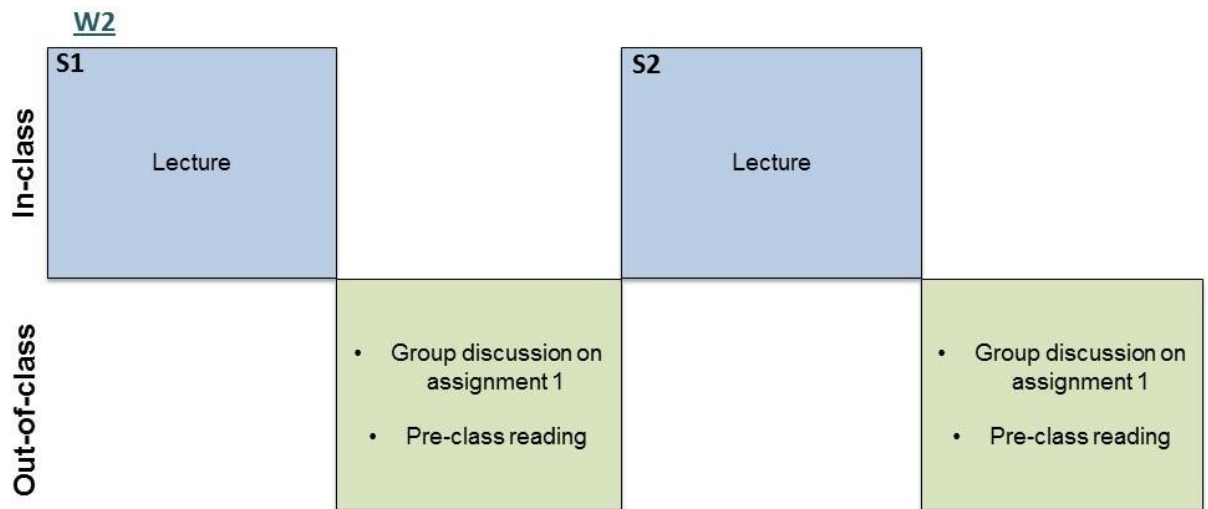 W2
In-class
S1
Lecture
S2
Lecture
Out-of-class
• Group discussion on
assignment 1
• Pre-class reading
• Group discussion on
assignment 1
• Pre-class reading